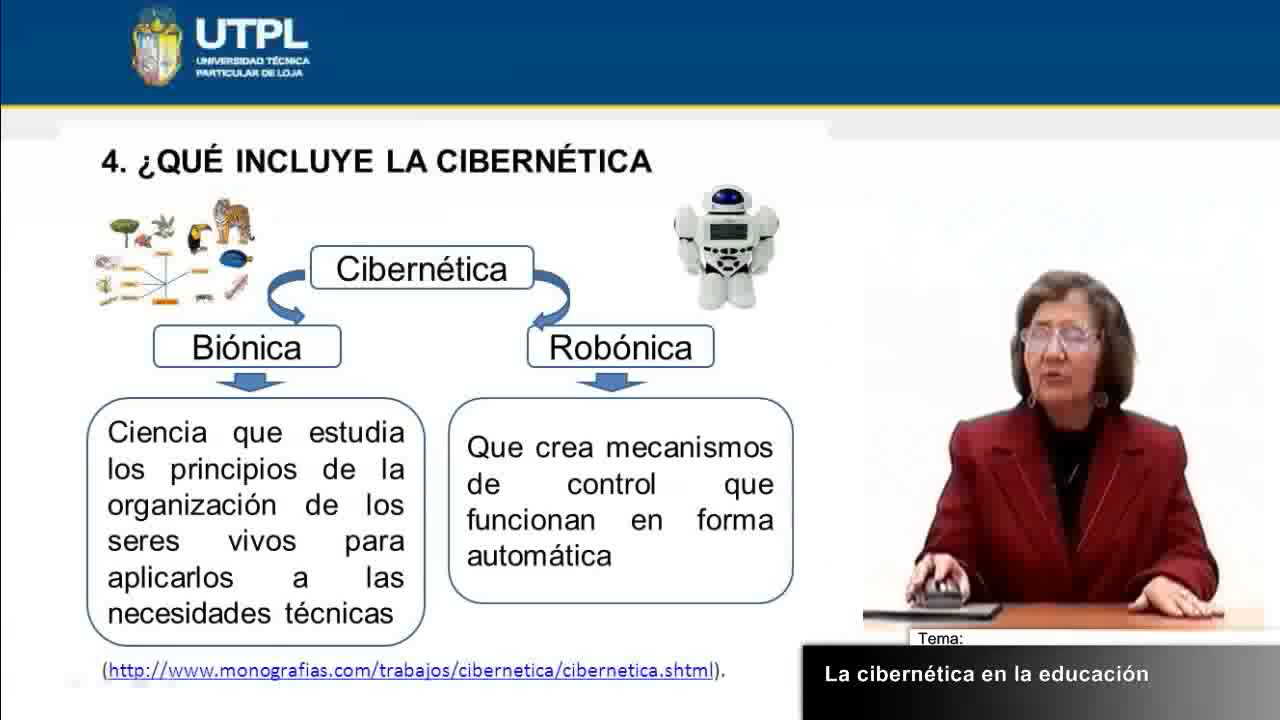 UTPL
UNIVERSIDAD TÉCNICA
PARTICULAR DE LOJA
4. ¿QUÉ INCLUYE LA CIBERNÉTICA
Cibernética
Biónica
Robónica
Ciencia que estudia
los principios de la
organización de los
seres vivos para
aplicarlos a las
necesidades técnicas
Que crea mecanismos
de control que
funcionan en forma
automática
(http://www.monografias.com/trabajos/cibernetica/cibernetica.shtml).
Tema:
La cibernética en la educación